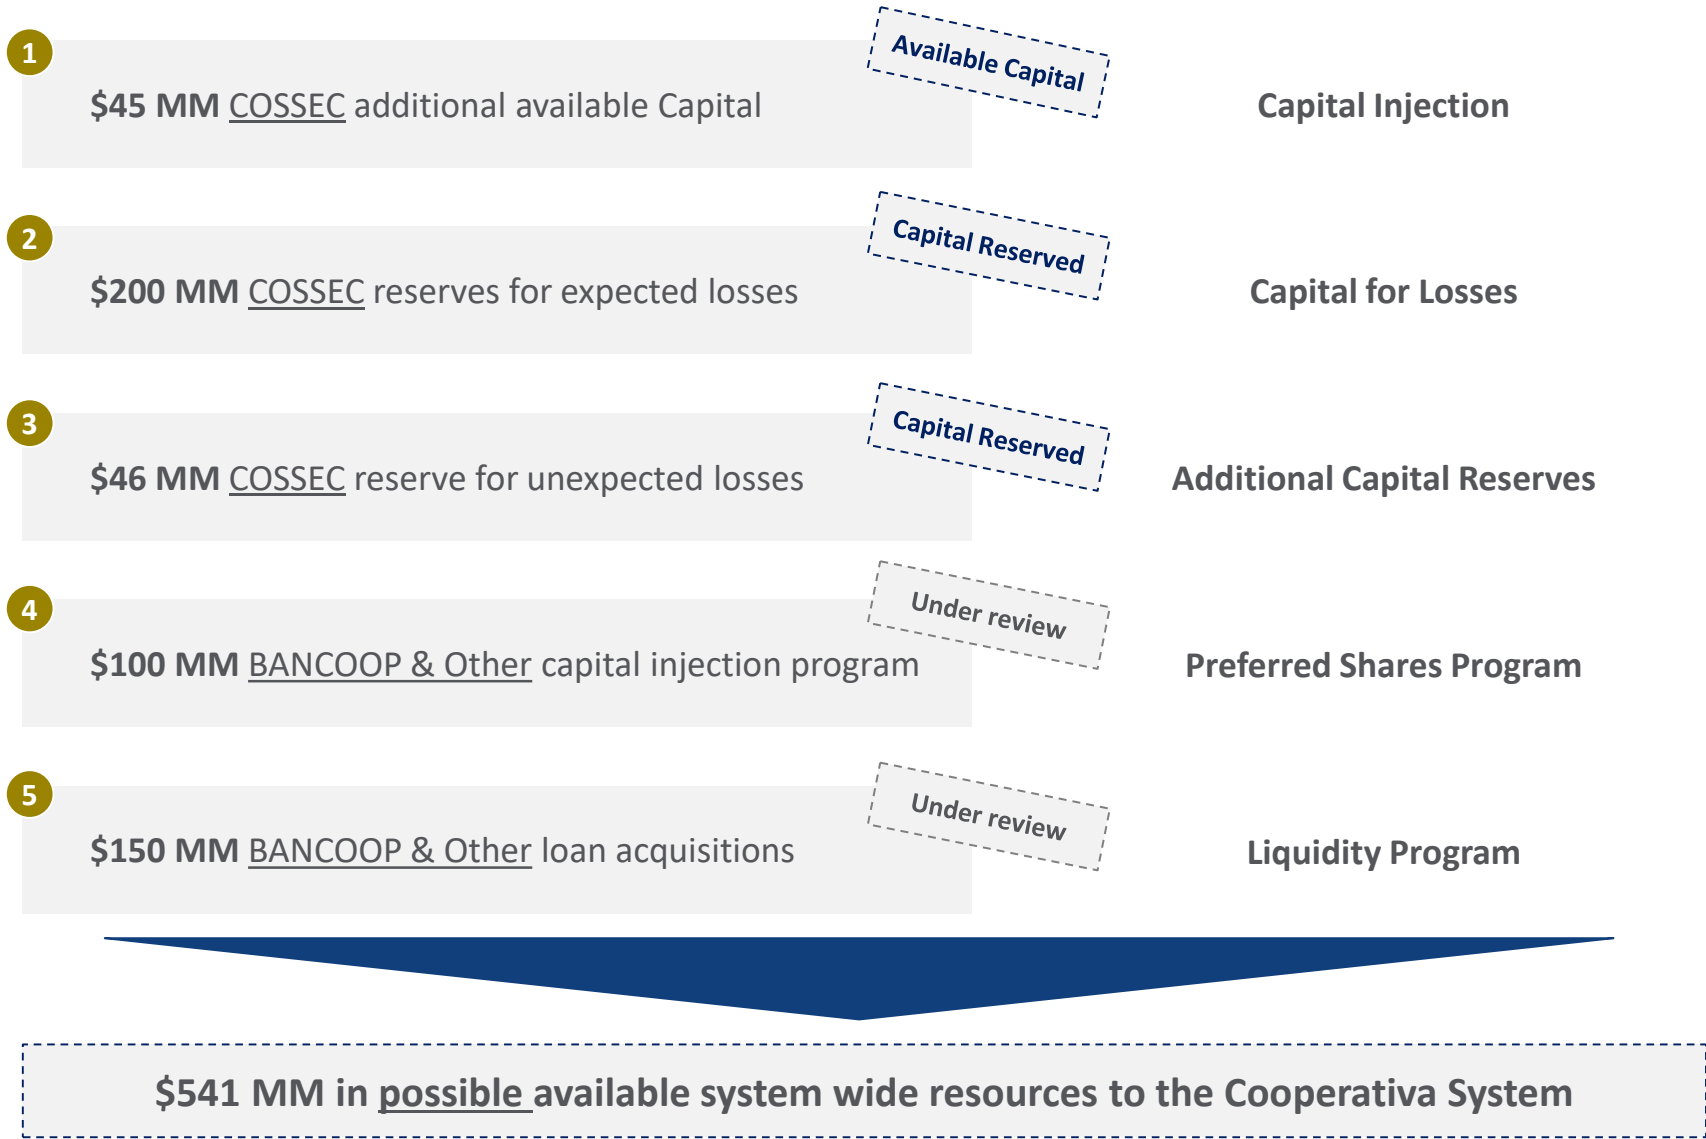 1
Available Capital
$45 MM COSSEC additional available Capital
Capital Injection
2
Capital Reserved
$200 MM COSSEC reserves for expected losses
Capital for Losses
3
Capital Reserved
$46 MM COSSEC reserve for unexpected losses
Additional Capital Reserves
4
Under review
$100 MM BANCOOP & Other capital injection program
Preferred Shares Program
5
Under review
$150 MM BANCOOP & Other loan acquisitions
Liquidity Program
$541 MM in possible available system wide resources to the Cooperativa System